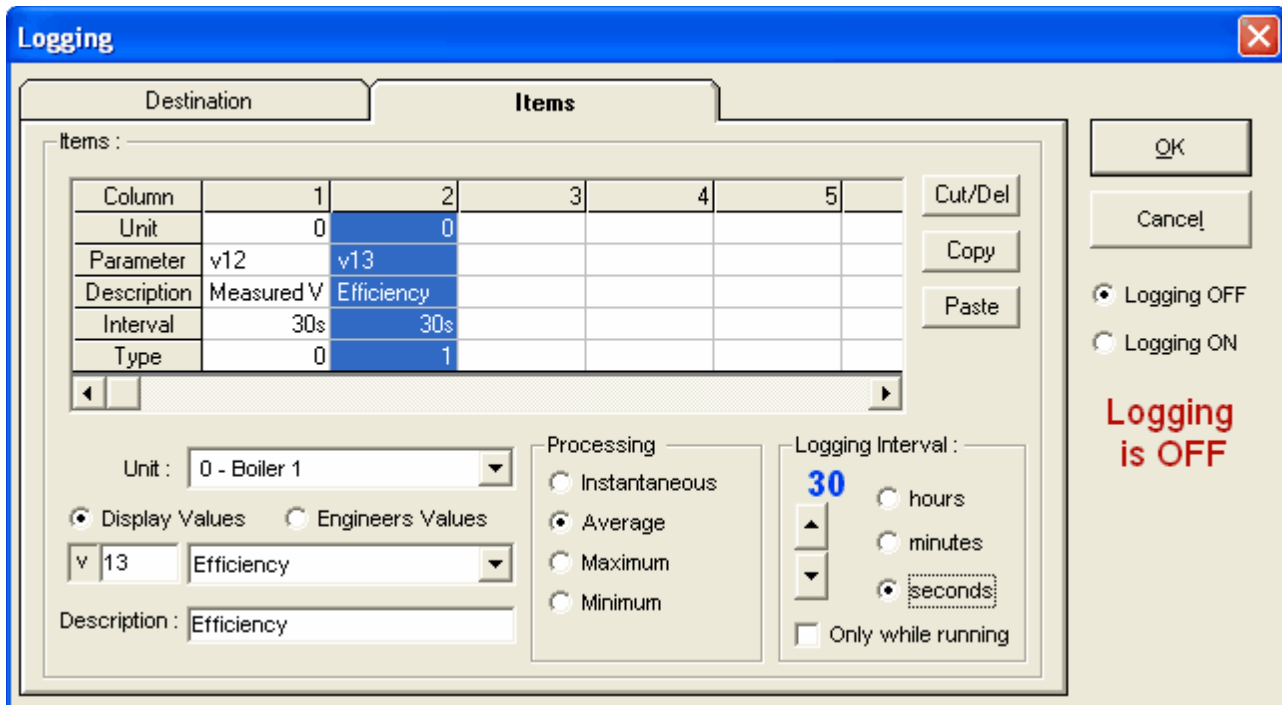 Logging
Destination Items
Items :
Column 1 2 3 4 5
Unit 0 0
Parameter v12 v13
Description Measured V Efficiency
Interval 30s 30s
Type 0 1
Cut/Del
Copy
Paste
OK
Cancel
Logging OFF
Logging ON
Logging
is OFF
Unit : 0 - Boiler 1
Display Values Engineers Values
v 13 Efficiency
Description : Efficiency
Processing
Instantaneous
Average
Maximum
Minimum
Logging Interval :
30
hours
minutes
seconds
Only while running